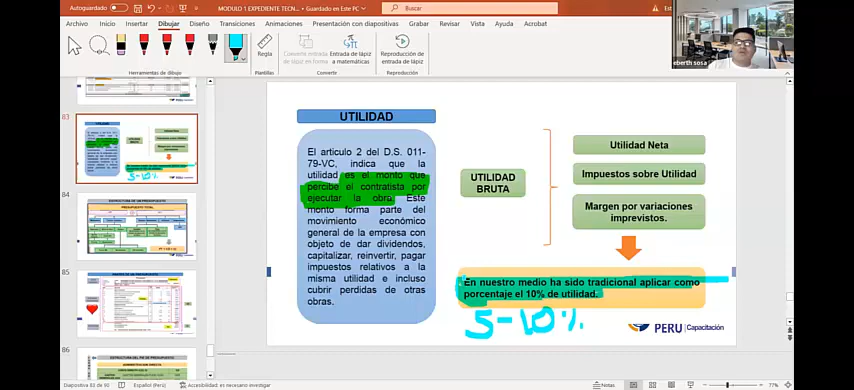 Autoguardado
MODULO 1 EXPEDIENTE TECN... • Guardado en Este PC
Buscar
Archivo Inicio Insertar Dibujar Diseño Transiciones Animaciones Presentación con diapositivas Grabar Revisar Vista Ayuda Acrobat
Regla
Convertir entrada de lápiz en forma
Entrada de lápiz a matemáticas
Reproducción de entrada de lápiz
Herramientas de dibujo Plantillas Convertir Reproducción
eberth sosa
83
84
85
86
UTILIDAD
El articulo 2 del D.S. 011-
79-VC, indica que la
utilidad es el monto que
percibe el contratista por
ejecutar la obra. Este
monto forma parte del
movimiento económico
general de la empresa con
objeto de dar dividendos,
capitalizar, reinvertir, pagar
impuestos relativos a la
misma utilidad e incluso
cubrir perdidas de otras
obras.
UTILIDAD
BRUTA
Utilidad Neta
Impuestos sobre Utilidad
Margen por variaciones
imprevistos.
En nuestro medio ha sido tradicional aplicar como
porcentaje el 10% de utilidad.
5-10%
PERU Capacitación
Diapositiva 83 de 90 Español (Perú) Accesibilidad: es necesario investigar Notas 77%